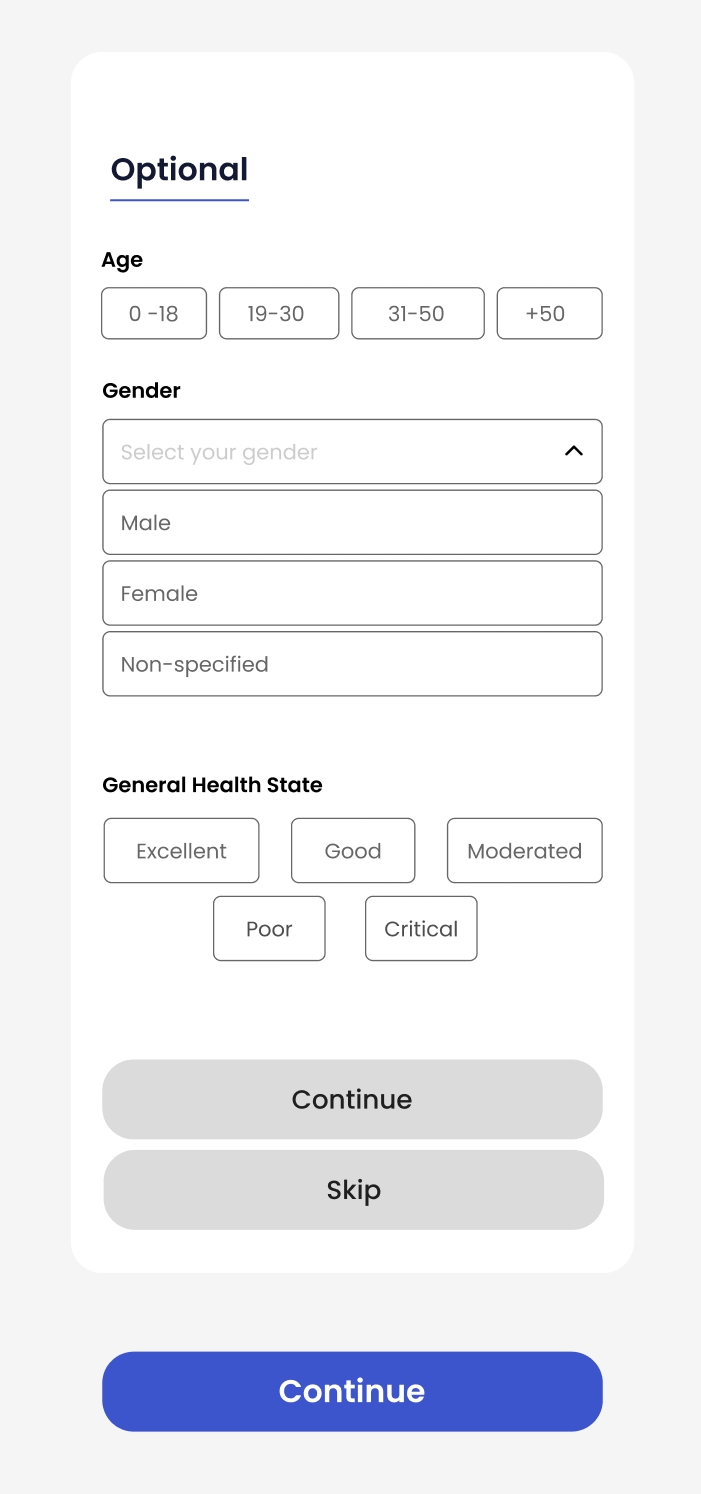 Optional
Age
0 -18 19-30 31-50 +50
Gender
Select your gender
Male
Female
Non-specified
General Health State
Excellent Good Moderated
Poor Critical
Continue
Skip
Continue